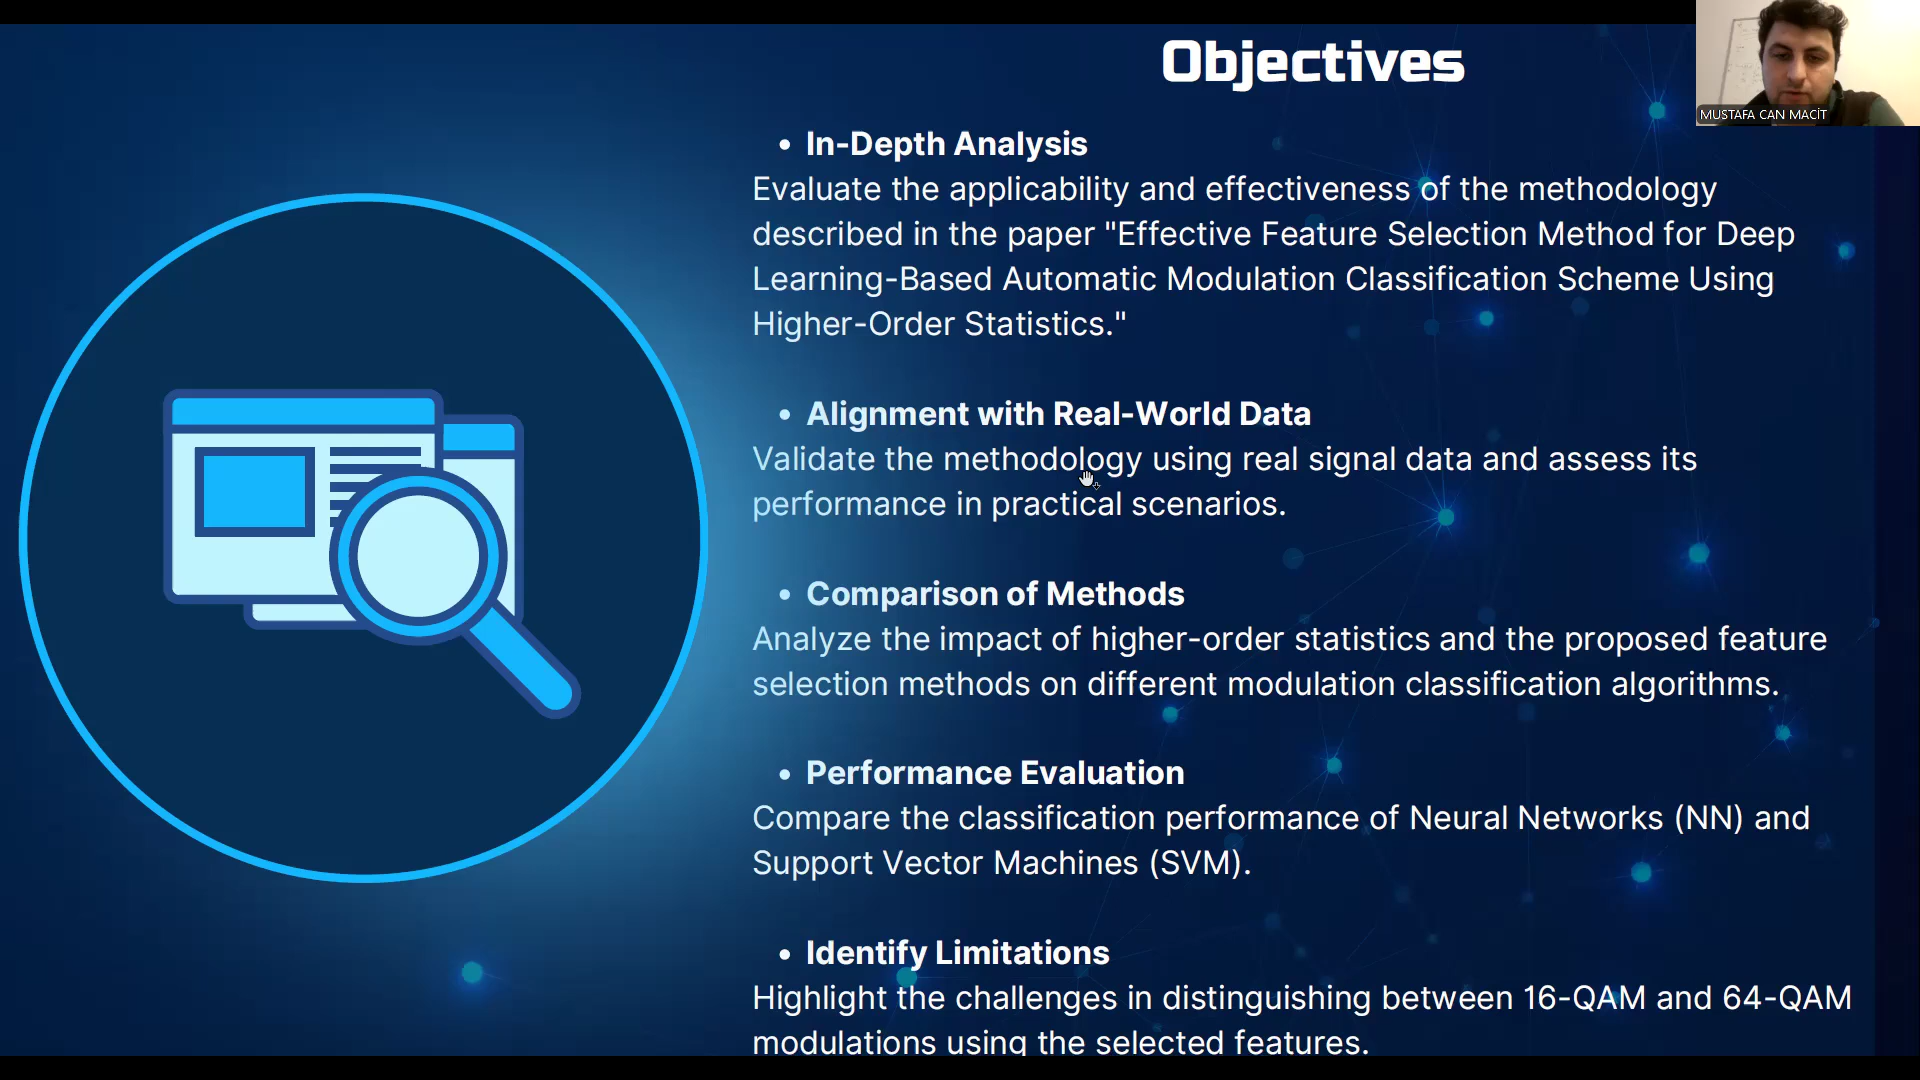 Objectives
MUSTAFA CAN MACİT
• In-Depth Analysis
Evaluate the applicability and effectiveness of the methodology
described in the paper "Effective Feature Selection Method for Deep
Learning-Based Automatic Modulation Classification Scheme Using
Higher-Order Statistics."
• Alignment with Real-World Data
Validate the methodology using real signal data and assess its
performance in practical scenarios.
• Comparison of Methods
Analyze the impact of higher-order statistics and the proposed feature
selection methods on different modulation classification algorithms.
• Performance Evaluation
Compare the classification performance of Neural Networks (NN) and
Support Vector Machines (SVM).
• Identify Limitations
Highlight the challenges in distinguishing between 16-QAM and 64-QAM
modulations using the selected features.